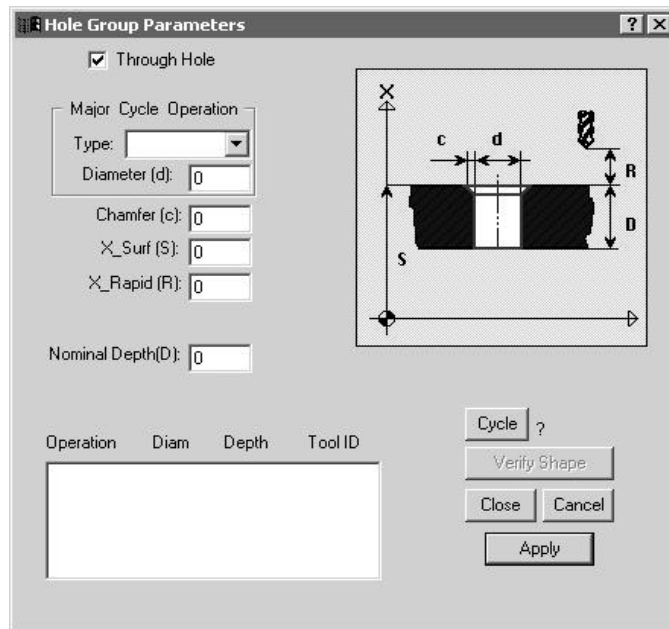 Hole Group Parameters
Through Hole
Major Cycle Operation
Type:
Diameter (d): 0
Chamfer (c): 0
X_Surf (S): 0
X_Rapid (R): 0
Nominal Depth(D): 0
X
c d
R
D
S
Operation Diam Depth Tool ID
Cycle ?
Verify Shape
Close Cancel
Apply